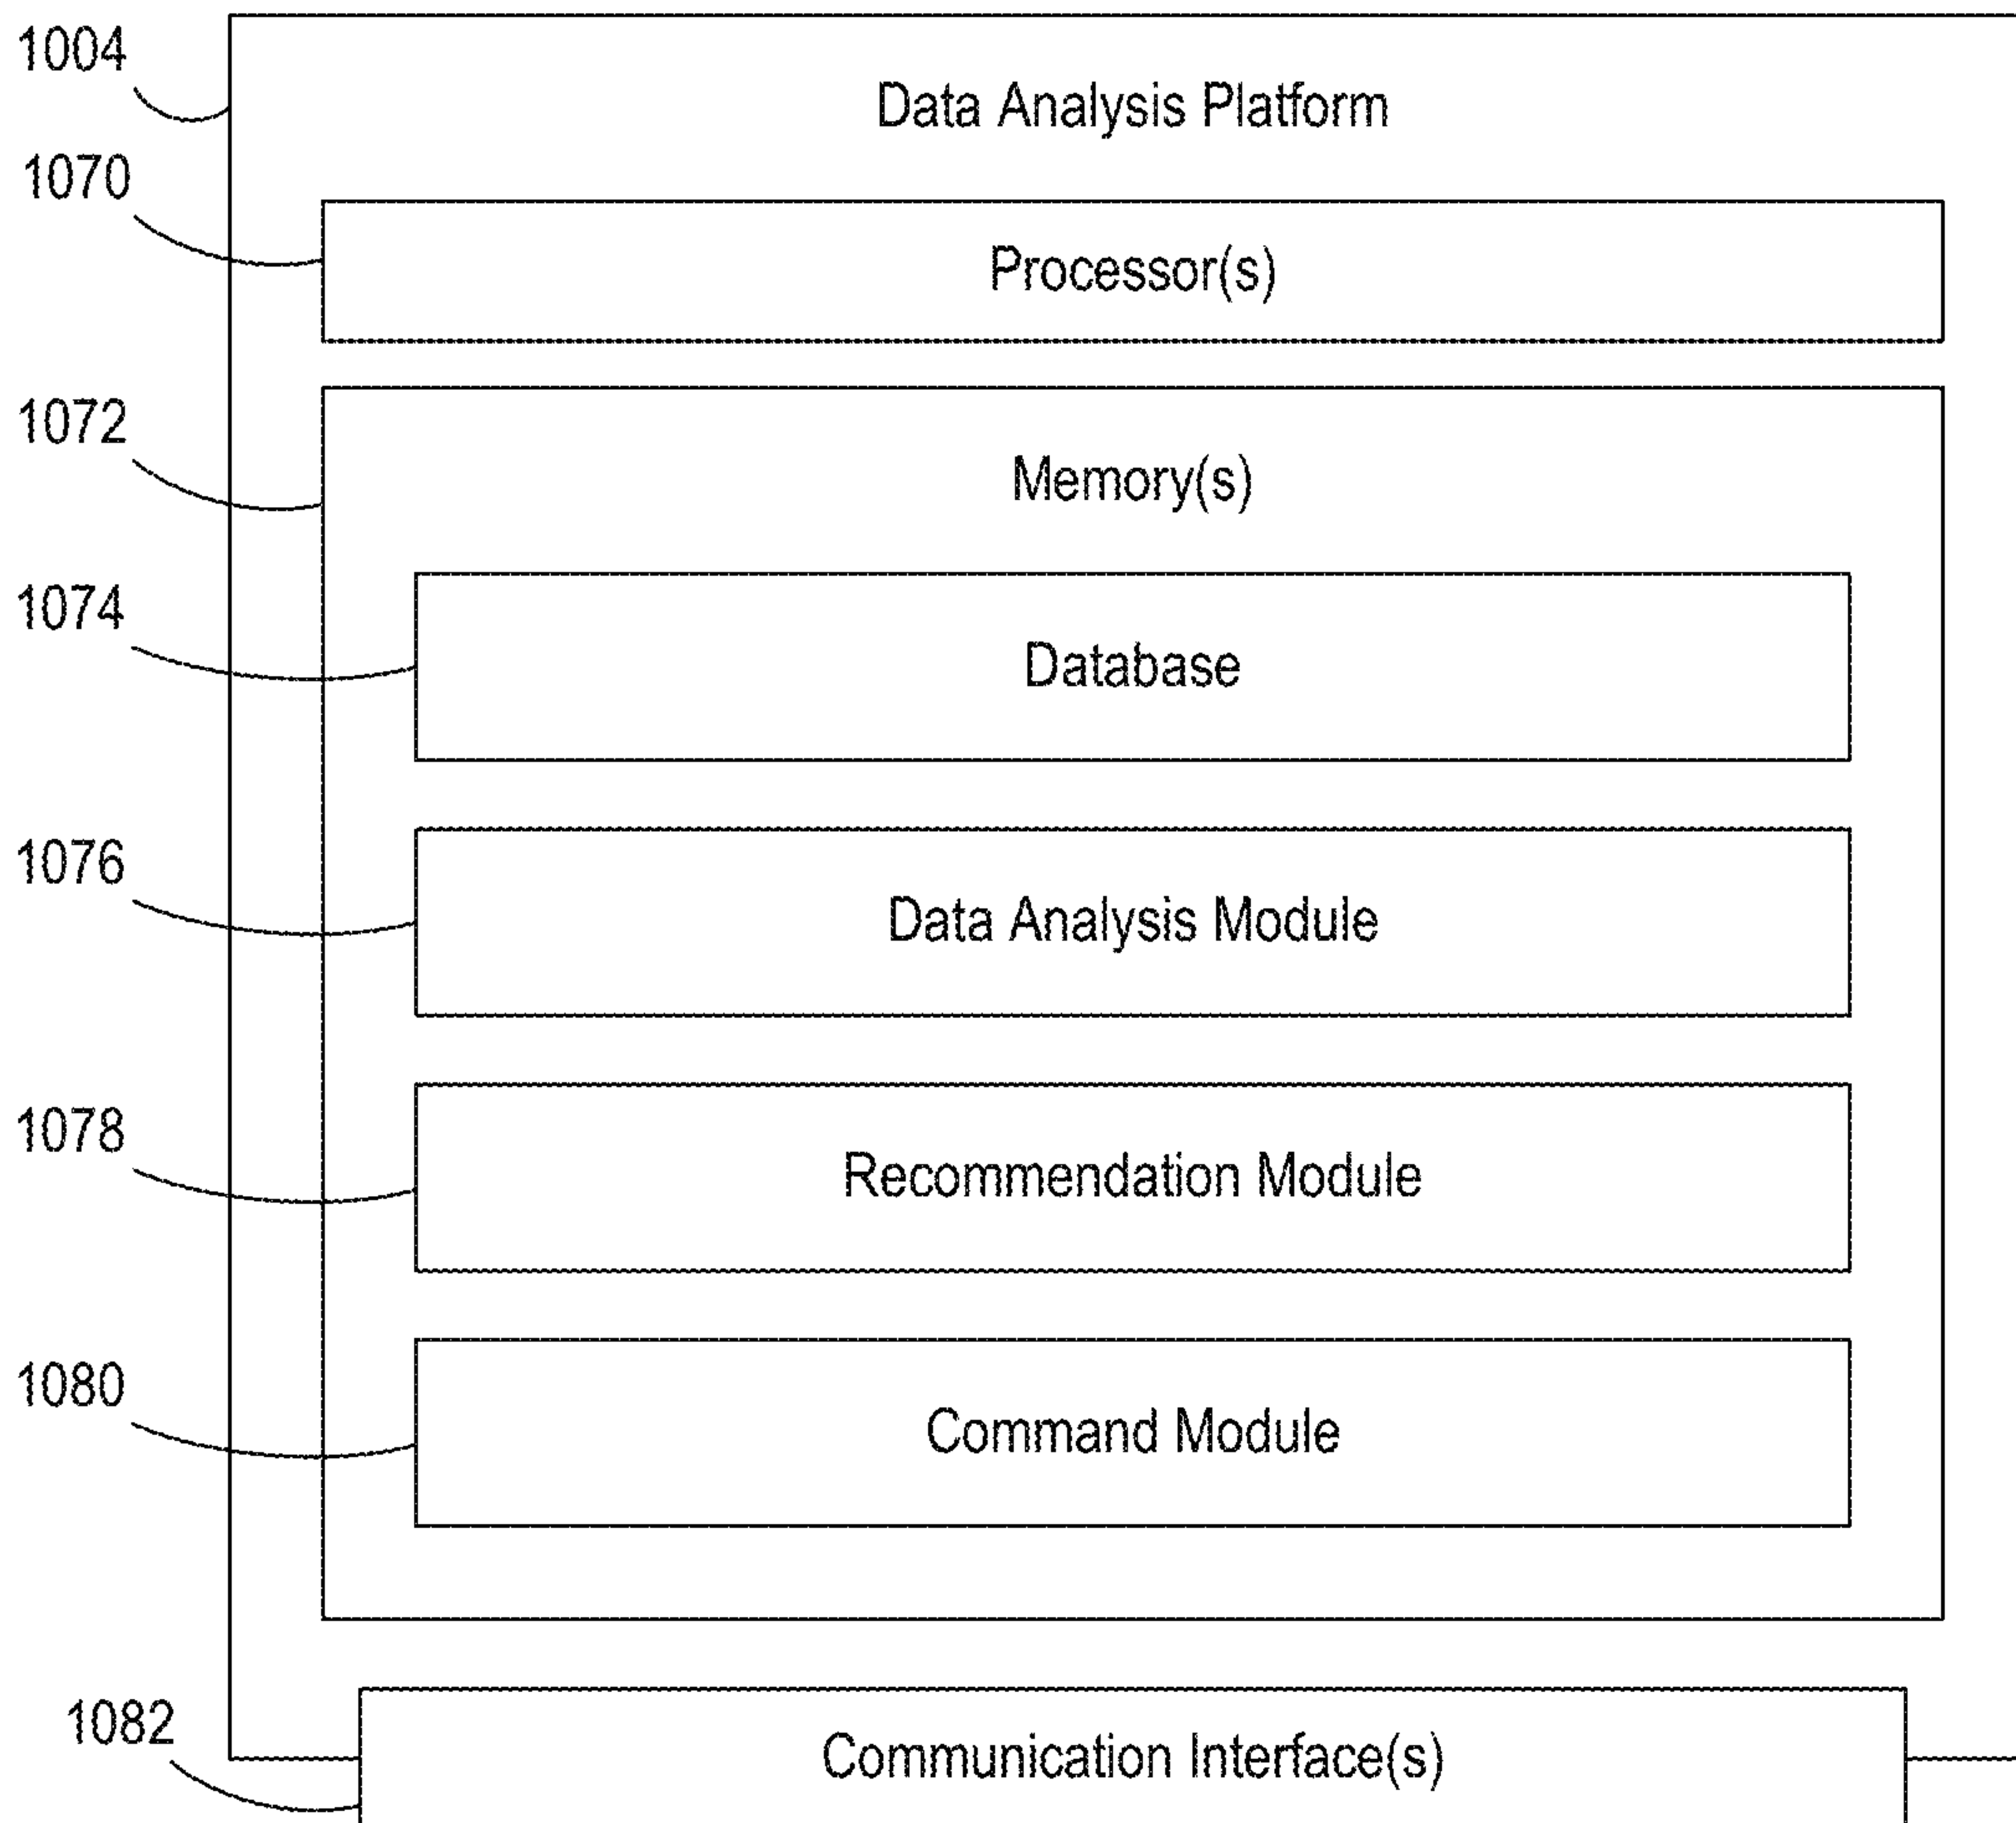 1004
Data Analysis Platform
1070
Processor(s)
1072
Memory(s)
1074
Database
1076
Data Analysis Module
1078
Recommendation Module
1080
Command Module
1082
Communication Interface(s)